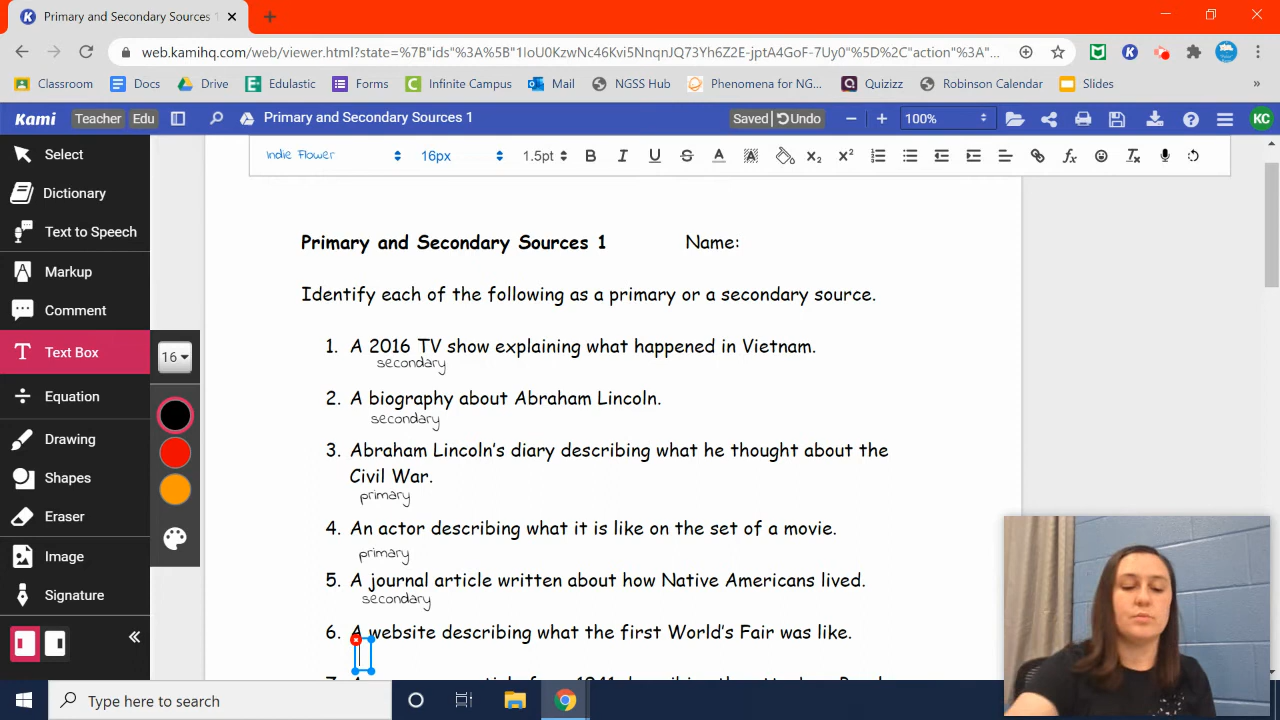 Primary and Secondary Sources 1
web.kamihq.com/web/viewer.html?state=%7B"ids"%3A%5B"1IoU0KzwNc46Kvi5NnqnJQ73Yh6Z2E-jptA4GoF-7Uy0"%5D%2C"action"%3A"...
Classroom Docs Drive Edulastic Forms Infinite Campus Mail NGSS Hub Phenomena for NG... Quizizz Robinson Calendar Slides »
Kami Teacher Edu Primary and Secondary Sources 1 Saved Undo 100% KC
Select
Dictionary
Text to Speech
Markup
Comment
Text Box
Equation
Drawing
Shapes
Eraser
Image
Signature
16
Indie Flower 16px 1.5pt B I U S A A x₂ x² fx
Primary and Secondary Sources 1 Name:
Identify each of the following as a primary or a secondary source.
1. A 2016 TV show explaining what happened in Vietnam.
secondary
2. A biography about Abraham Lincoln.
secondary
3. Abraham Lincoln's diary describing what he thought about the
Civil War.
primary
4. An actor describing what it is like on the set of a movie.
primary
5. A journal article written about how Native Americans lived.
secondary
6. A website describing what the first World's Fair was like.
Type here to search